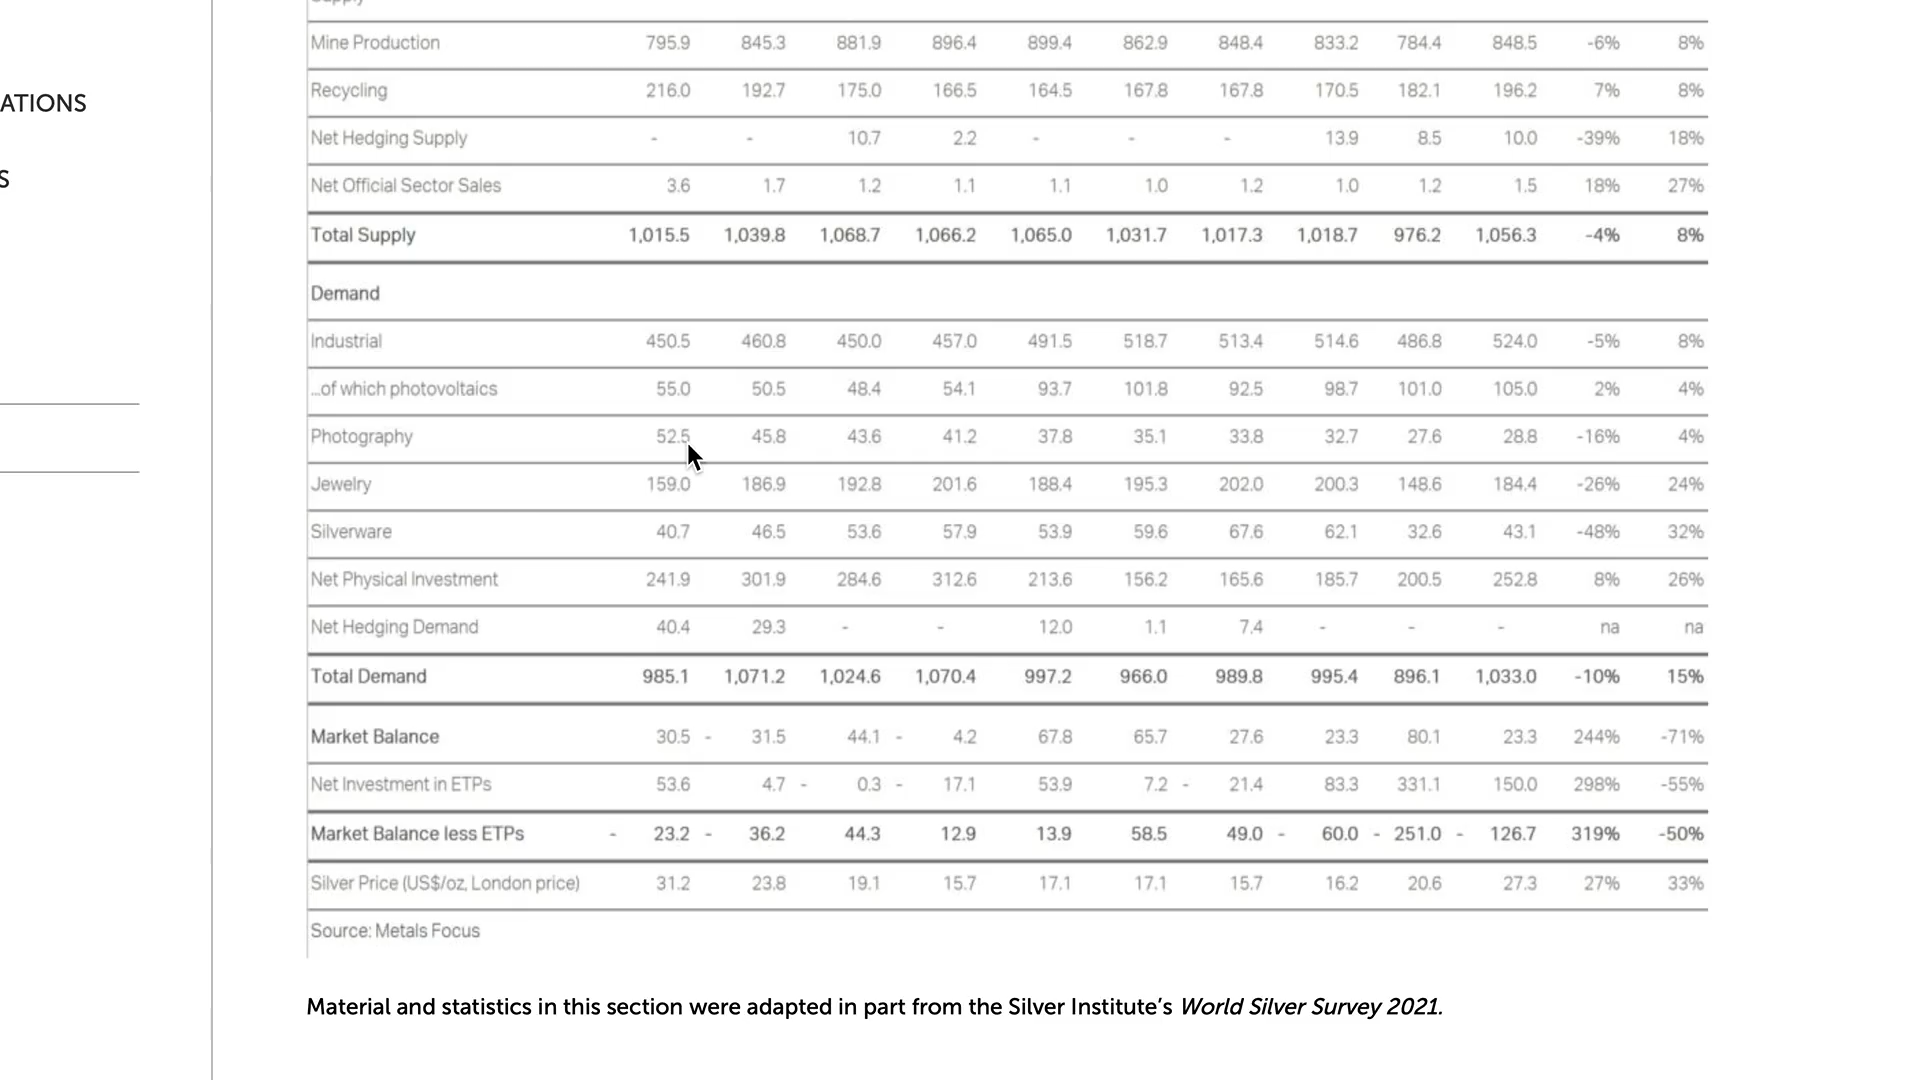 Supply
Mine Production 795.9 845.3 881.9 896.4 899.4 862.9 848.4 833.2 784.4 848.5 -6% 8%
ATIONS
Recycling 216.0 192.7 175.0 166.5 164.5 167.8 167.8 170.5 182.1 196.2 7% 8%
Net Hedging Supply - - 10.7 2.2 - - - 13.9 8.5 10.0 -39% 18%
S
Net Official Sector Sales 3.6 1.7 1.2 1.1 1.1 1.0 1.2 1.0 1.2 1.5 18% 27%
Total Supply 1,015.5 1,039.8 1,068.7 1,066.2 1,065.0 1,031.7 1,017.3 1,018.7 976.2 1,056.3 -4% 8%
Demand
Industrial 450.5 460.8 450.0 457.0 491.5 518.7 513.4 514.6 486.8 524.0 -5% 8%
...of which photovoltaics 55.0 50.5 48.4 54.1 93.7 101.8 92.5 98.7 101.0 105.0 2% 4%
Photography 52.5 45.8 43.6 41.2 37.8 35.1 33.8 32.7 27.6 28.8 -16% 4%
Jewelry 159.0 186.9 192.8 201.6 188.4 195.3 202.0 200.3 148.6 184.4 -26% 24%
Silverware 40.7 46.5 53.6 57.9 53.9 59.6 67.6 62.1 32.6 43.1 -48% 32%
Net Physical Investment 241.9 301.9 284.6 312.6 213.6 156.2 165.6 185.7 200.5 252.8 8% 26%
Net Hedging Demand 40.4 29.3 - - 12.0 1.1 7.4 - - - na na
Total Demand 985.1 1,071.2 1,024.6 1,070.4 997.2 966.0 989.8 995.4 896.1 1,033.0 -10% 15%
Market Balance 30.5 - 31.5 44.1 - 4.2 67.8 65.7 27.6 23.3 80.1 23.3 244% -71%
Net Investment in ETPs 53.6 4.7 - 0.3 - 17.1 53.9 7.2 - 21.4 83.3 331.1 150.0 298% -55%
Market Balance less ETPs - 23.2 - 36.2 44.3 12.9 13.9 58.5 49.0 - 60.0 - 251.0 - 126.7 319% -50%
Silver Price (US$/oz, London price) 31.2 23.8 19.1 15.7 17.1 17.1 15.7 16.2 20.6 27.3 27% 33%
Source: Metals Focus
Material and statistics in this section were adapted in part from the Silver Institute's World Silver Survey 2021.